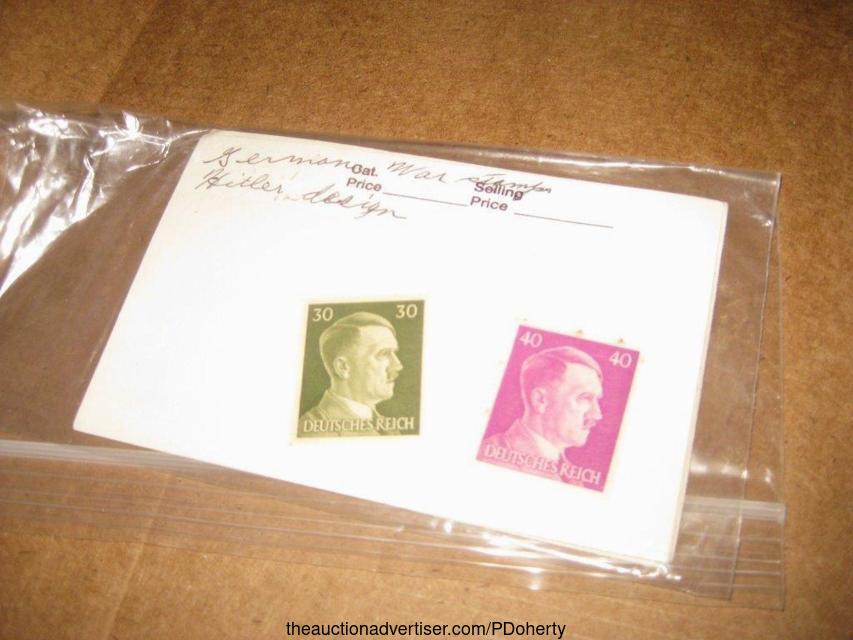 German War stamps
Hitler design
Cat.
Price
Selling
Price
30 30
DEUTSCHES REICH
40 40
DEUTSCHES REICH
theauctionadvertiser.com/PDoherty